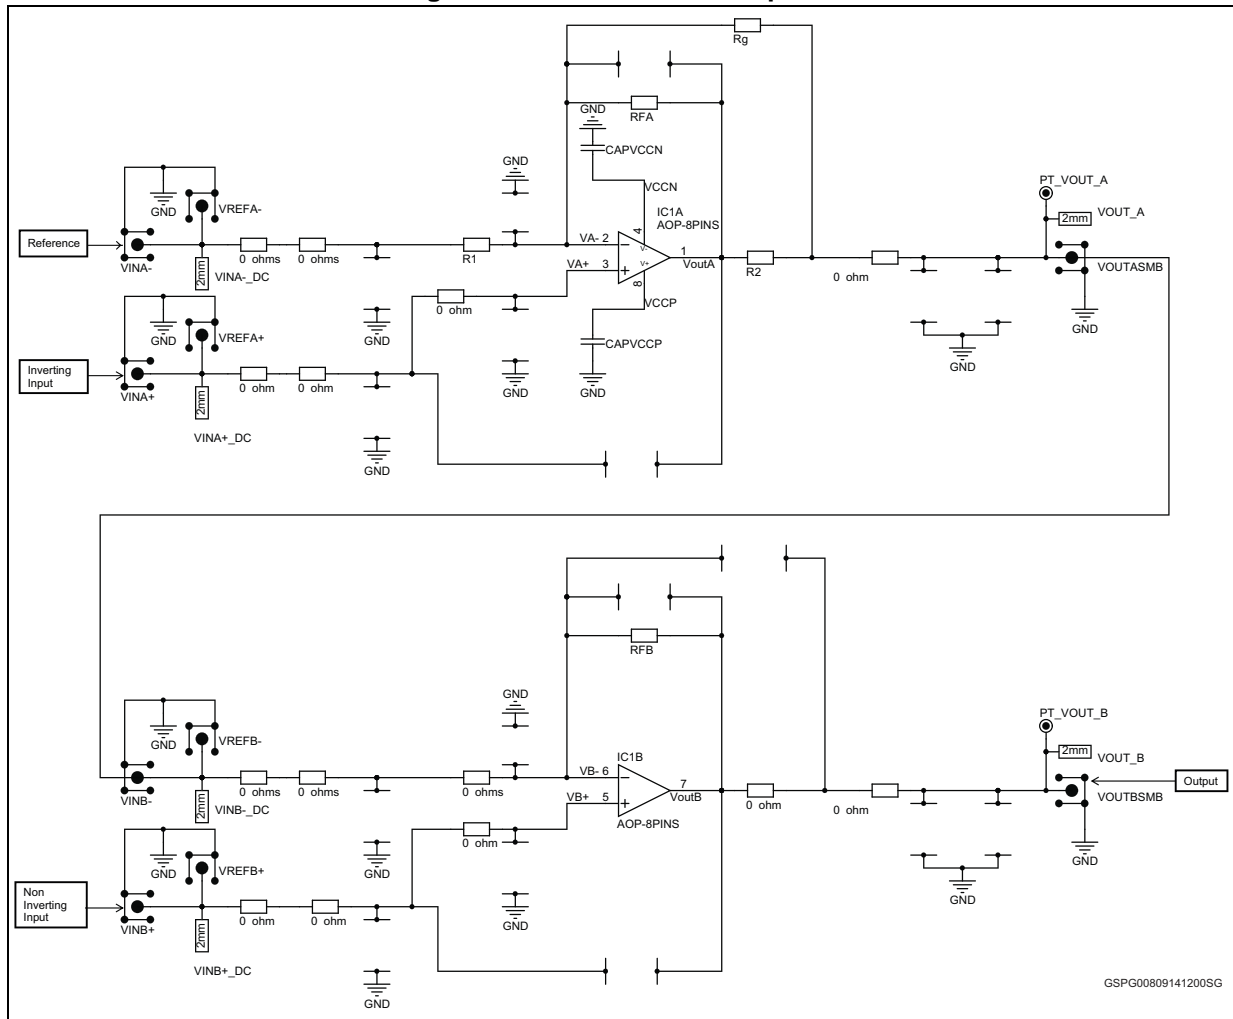 Rg
GND
RFA
CAPVCCN
GND
VCCN
PT_VOUT_A
GND
VREFA-
IC1A
AOP-8PINS
2mm
VOUT_A
Reference
VA- 2
4
V-
1
VINA-
2mm
0 ohms
0 ohms
R1
VA+ 3
V+
8
VoutA
R2
0 ohm
VOUTASMB
VINA-_DC
VCCP
GND
VREFA+
0 ohm
GND
GND
CAPVCCP
GND
Inverting
Input
VINA+
2mm
0 ohm
0 ohm
GND
GND
VINA+_DC
GND
RFB
GND
PT_VOUT_B
GND
VREFB-
IC1B
2mm
VOUT_B
VB- 6
7
Output
VINB-
2mm
0 ohms
0 ohms
0 ohms
VB+ 5
VoutB
0 ohm
0 ohm
VOUTBSMB
VINB-_DC
AOP-8PINS
GND
VREFB+
0 ohm
GND
GND
GND
Non
Inverting
Input
VINB+
2mm
0 ohm
0 ohm
GND
VINB+_DC
GND
GSPG00809141200SG